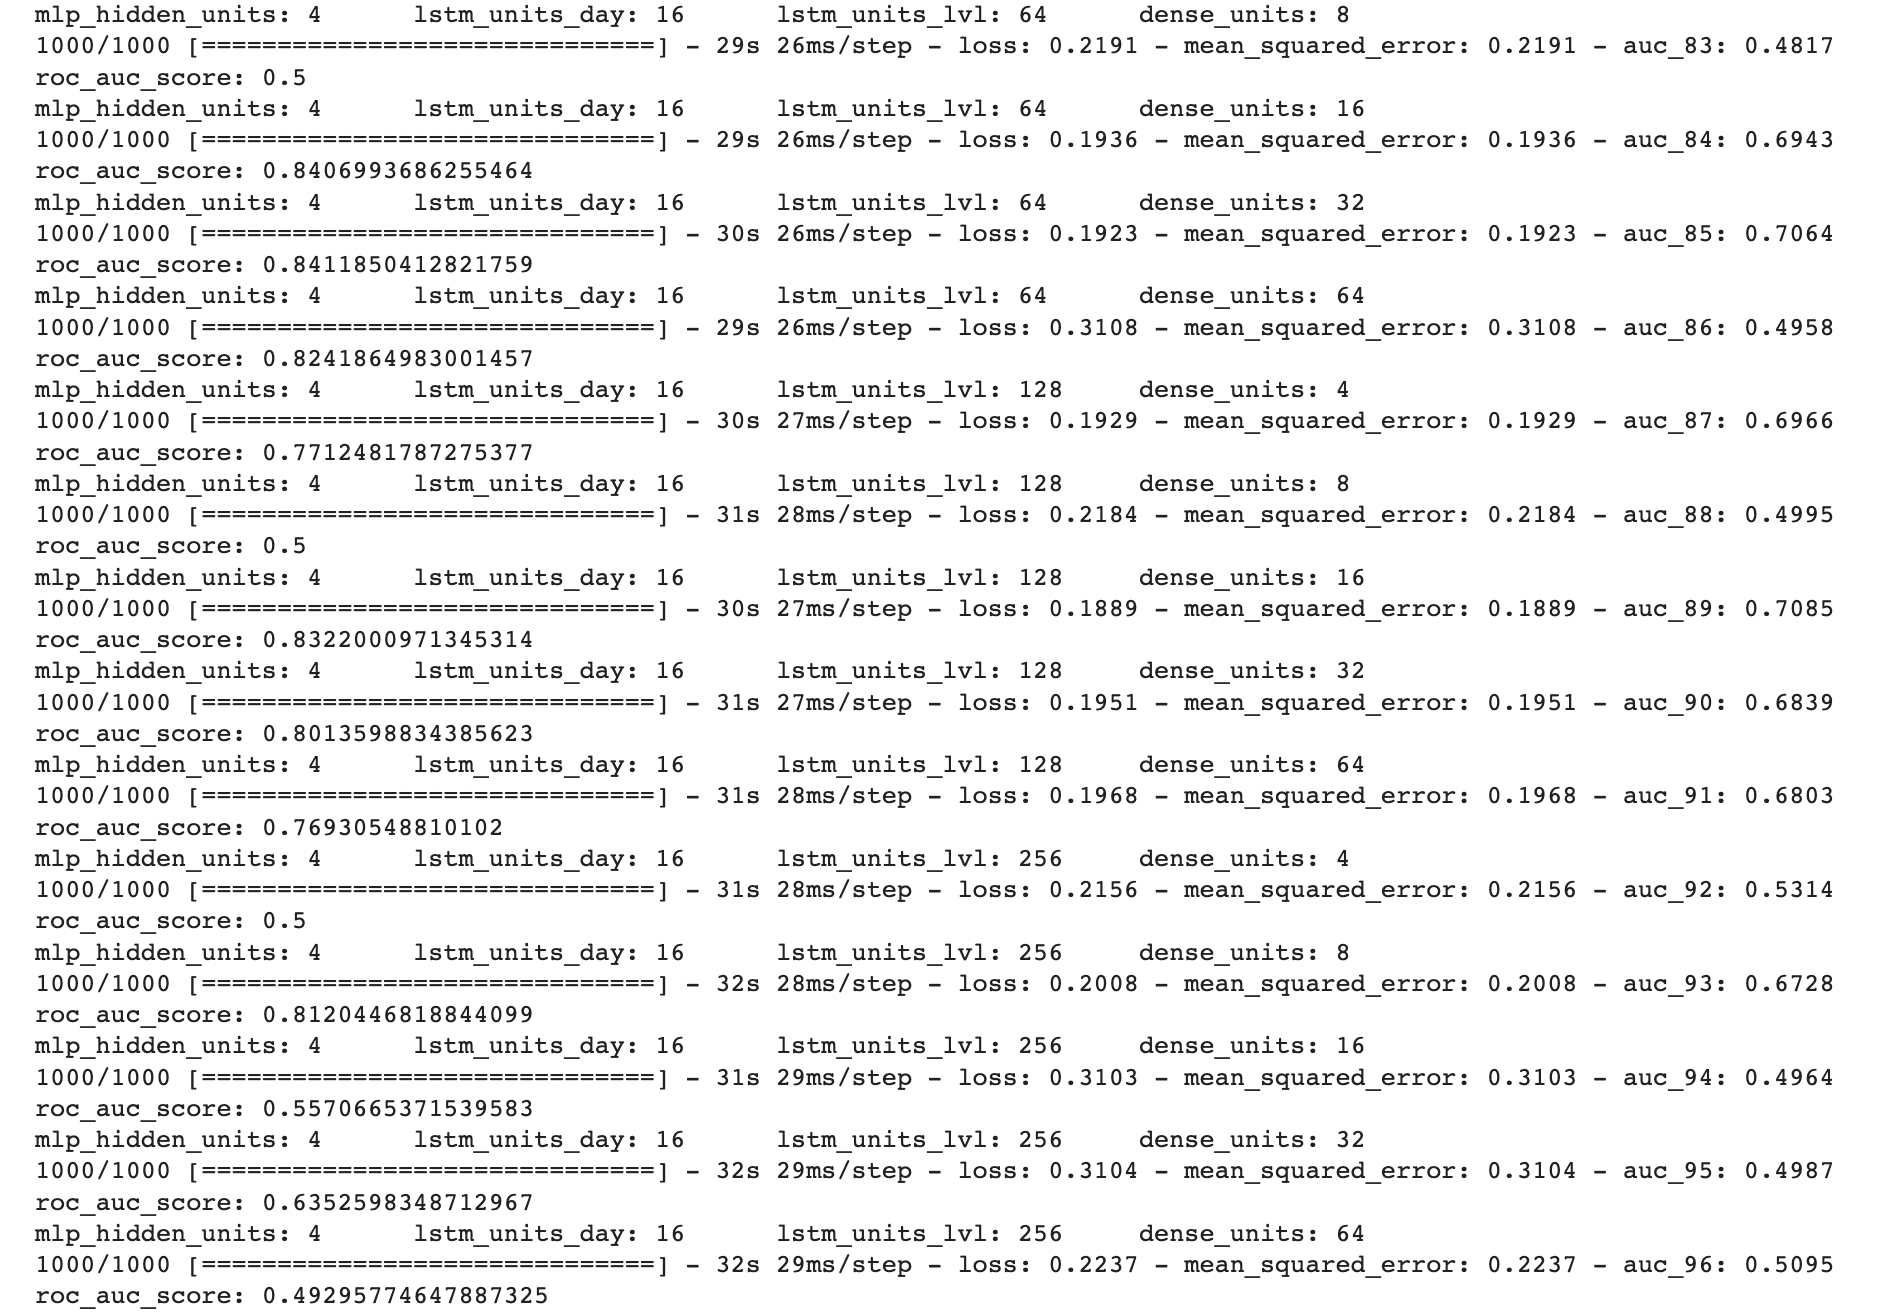 mlp_hidden_units: 4 lstm_units_day: 16 lstm_units_lvl: 64 dense_units: 8
1000/1000 [==============================] - 29s 26ms/step - loss: 0.2191 - mean_squared_error: 0.2191 - auc_83: 0.4817
roc_auc_score: 0.5
mlp_hidden_units: 4 lstm_units_day: 16 lstm_units_lvl: 64 dense_units: 16
1000/1000 [==============================] - 29s 26ms/step - loss: 0.1936 - mean_squared_error: 0.1936 - auc_84: 0.6943
roc_auc_score: 0.8406993686255464
mlp_hidden_units: 4 lstm_units_day: 16 lstm_units_lvl: 64 dense_units: 32
1000/1000 [==============================] - 30s 26ms/step - loss: 0.1923 - mean_squared_error: 0.1923 - auc_85: 0.7064
roc_auc_score: 0.8411850412821759
mlp_hidden_units: 4 lstm_units_day: 16 lstm_units_lvl: 64 dense_units: 64
1000/1000 [==============================] - 29s 26ms/step - loss: 0.3108 - mean_squared_error: 0.3108 - auc_86: 0.4958
roc_auc_score: 0.8241864983001457
mlp_hidden_units: 4 lstm_units_day: 16 lstm_units_lvl: 128 dense_units: 4
1000/1000 [==============================] - 30s 27ms/step - loss: 0.1929 - mean_squared_error: 0.1929 - auc_87: 0.6966
roc_auc_score: 0.7712481787275377
mlp_hidden_units: 4 lstm_units_day: 16 lstm_units_lvl: 128 dense_units: 8
1000/1000 [==============================] - 31s 28ms/step - loss: 0.2184 - mean_squared_error: 0.2184 - auc_88: 0.4995
roc_auc_score: 0.5
mlp_hidden_units: 4 lstm_units_day: 16 lstm_units_lvl: 128 dense_units: 16
1000/1000 [==============================] - 30s 27ms/step - loss: 0.1889 - mean_squared_error: 0.1889 - auc_89: 0.7085
roc_auc_score: 0.8322000971345314
mlp_hidden_units: 4 lstm_units_day: 16 lstm_units_lvl: 128 dense_units: 32
1000/1000 [==============================] - 31s 27ms/step - loss: 0.1951 - mean_squared_error: 0.1951 - auc_90: 0.6839
roc_auc_score: 0.8013598834385623
mlp_hidden_units: 4 lstm_units_day: 16 lstm_units_lvl: 128 dense_units: 64
1000/1000 [==============================] - 31s 28ms/step - loss: 0.1968 - mean_squared_error: 0.1968 - auc_91: 0.6803
roc_auc_score: 0.76930548810102
mlp_hidden_units: 4 lstm_units_day: 16 lstm_units_lvl: 256 dense_units: 4
1000/1000 [==============================] - 31s 28ms/step - loss: 0.2156 - mean_squared_error: 0.2156 - auc_92: 0.5314
roc_auc_score: 0.5
mlp_hidden_units: 4 lstm_units_day: 16 lstm_units_lvl: 256 dense_units: 8
1000/1000 [==============================] - 32s 28ms/step - loss: 0.2008 - mean_squared_error: 0.2008 - auc_93: 0.6728
roc_auc_score: 0.8120446818844099
mlp_hidden_units: 4 lstm_units_day: 16 lstm_units_lvl: 256 dense_units: 16
1000/1000 [==============================] - 31s 29ms/step - loss: 0.3103 - mean_squared_error: 0.3103 - auc_94: 0.4964
roc_auc_score: 0.5570665371539583
mlp_hidden_units: 4 lstm_units_day: 16 lstm_units_lvl: 256 dense_units: 32
1000/1000 [==============================] - 32s 29ms/step - loss: 0.3104 - mean_squared_error: 0.3104 - auc_95: 0.4987
roc_auc_score: 0.6352598348712967
mlp_hidden_units: 4 lstm_units_day: 16 lstm_units_lvl: 256 dense_units: 64
1000/1000 [==============================] - 32s 29ms/step - loss: 0.2237 - mean_squared_error: 0.2237 - auc_96: 0.5095
roc_auc_score: 0.49295774647887325